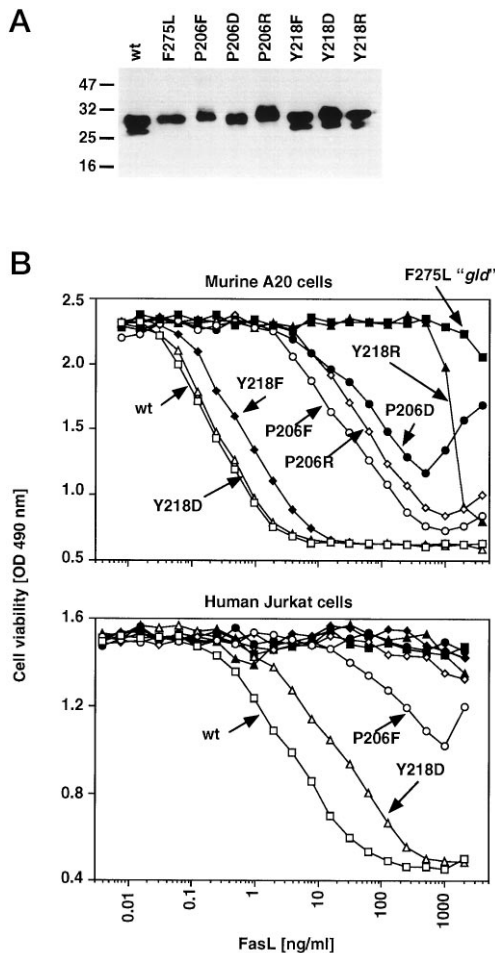 A
wt F275L P206F P206D P206R Y218F Y218D Y218R
47
32
25
16
B
Murine A20 cells
F275L "gld"
2.5
2.0
1.5
1.0
0.5
wt
Y218F
Y218D
P206F
P206R
P206D
Y218R
Cell viability [OD 490 nm]
Human Jurkat cells
1.6
1.2
0.8
0.4
wt
P206F
Y218D
0.01 0.1 1.0 10 100 1000
FasL [ng/ml]